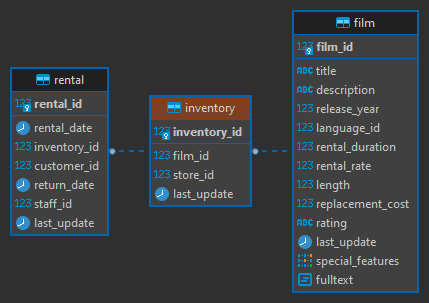 rental
123 rental_id
rental_date
123 inventory_id
123 customer_id
return_date
123 staff_id
last_update
inventory
123 inventory_id
123 film_id
123 store_id
last_update
film
123 film_id
ABC title
ABC description
123 release_year
123 language_id
123 rental_duration
123 rental_rate
123 length
123 replacement_cost
ABC rating
last_update
special_features
fulltext